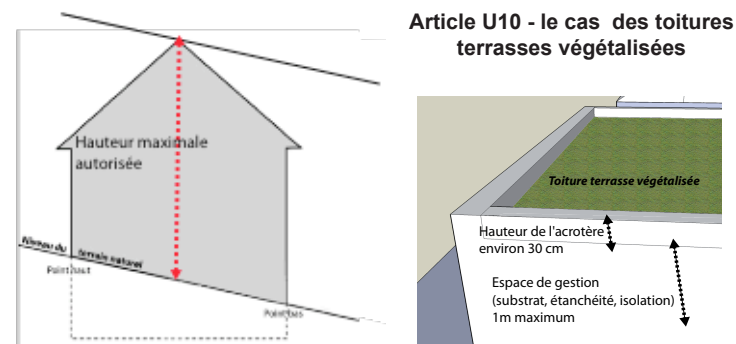 Article U10 - le cas des toitures
terrasses végétalisées
Hauteur maximale
autorisée
Niveau du terrain naturel
Point haut
Point bas
Toiture terrasse végétalisée
Hauteur de l'acrotère
environ 30 cm
Espace de gestion
(substrat, étanchéité, isolation)
1m maximum